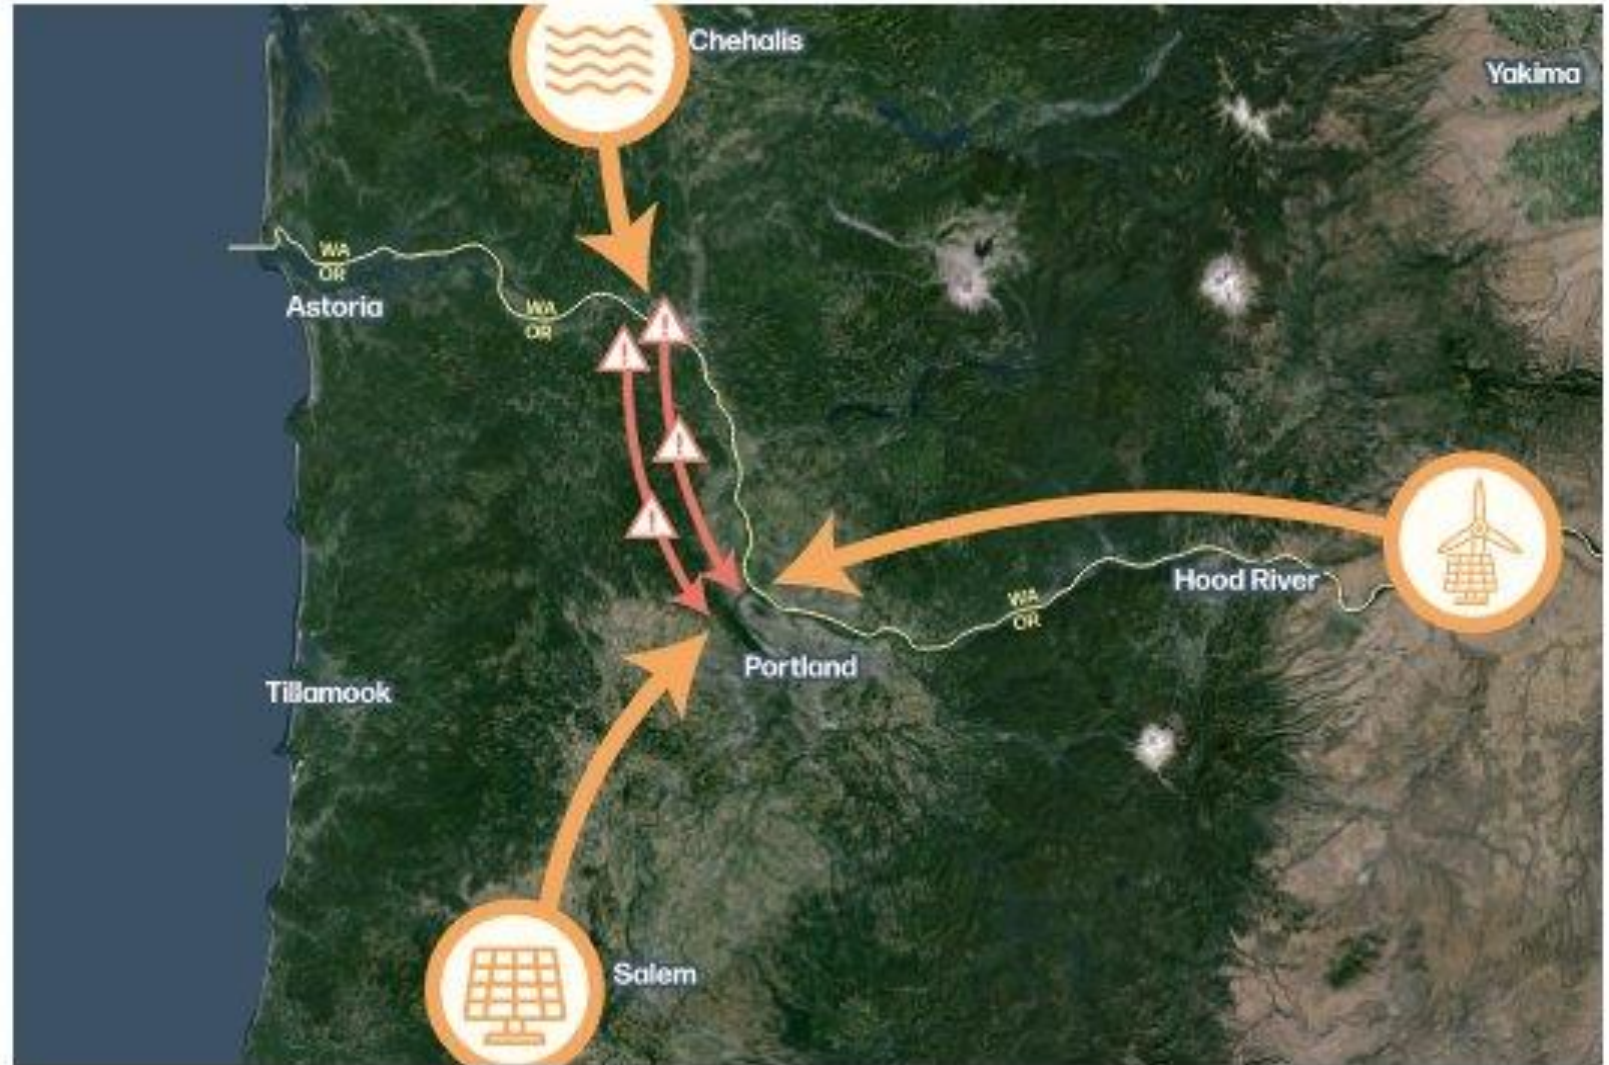 Chehalis
Yakima
WA
OR
Astoria
WA
OR
Hood River
WA
OR
Portland
Tillamook
Salem